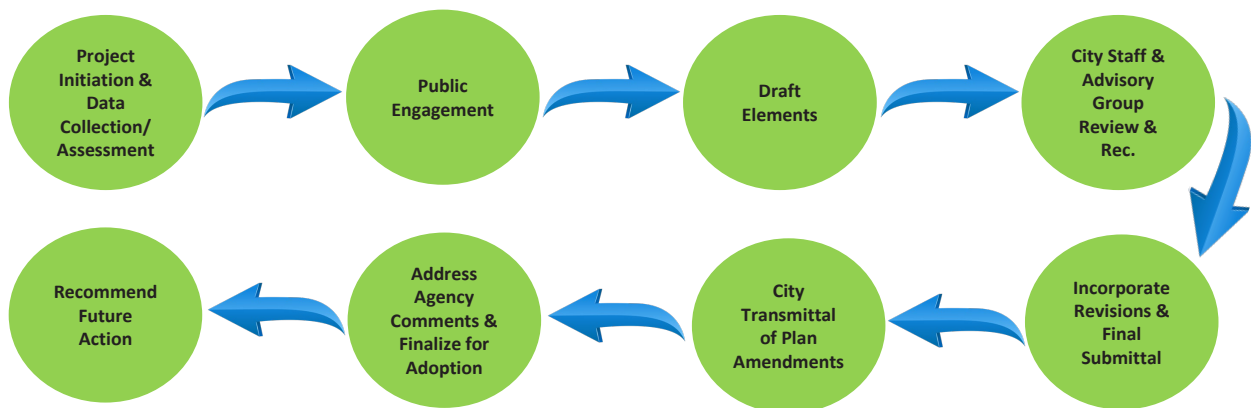 Project
Initiation &
Data
Collection/
Assessment
Public
Engagement
Draft
Elements
City Staff &
Advisory
Group
Review &
Rec.
Incorporate
Revisions &
Final
Submittal
City
Transmittal
of Plan
Amendments
Address
Agency
Comments &
Finalize for
Adoption
Recommend
Future
Action